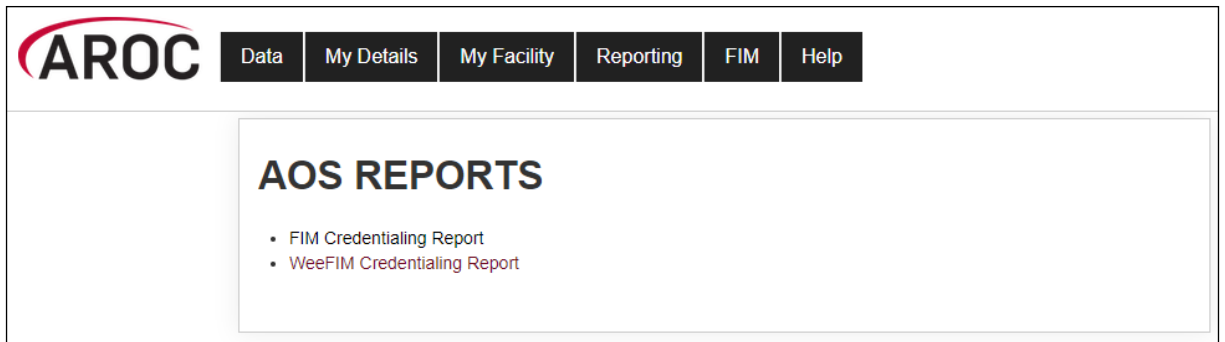 AROC
Data My Details My Facility Reporting FIM Help
AOS REPORTS
• FIM Credentialing Report
• WeeFIM Credentialing Report